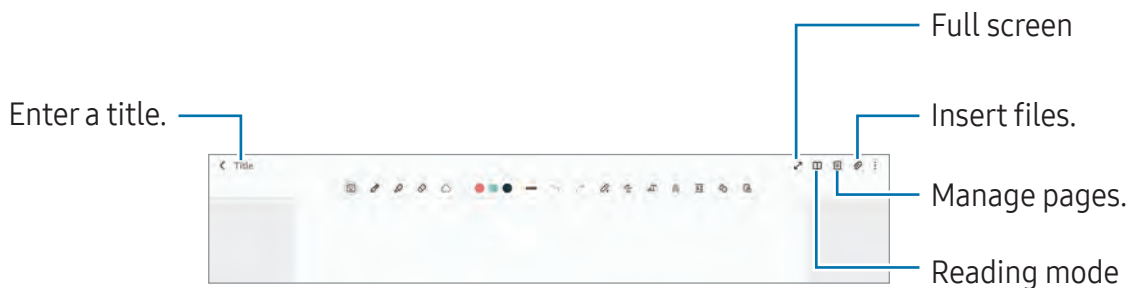 Full screen
Enter a title.
Insert files.
Title
Manage pages.
Reading mode